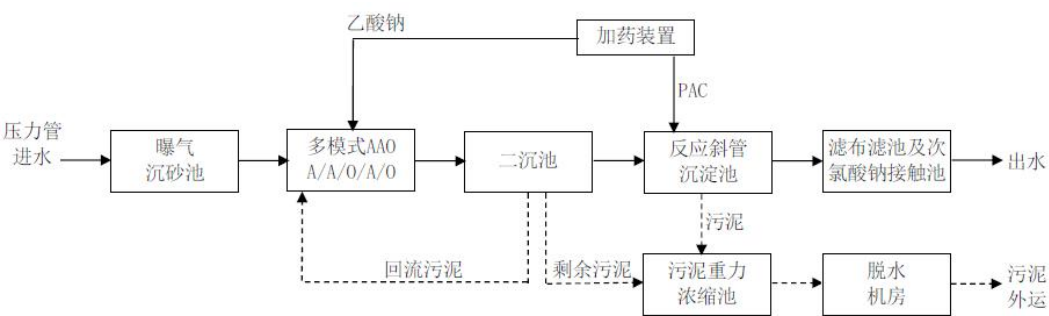 乙酸钠
加药装置
PAC
压力管
进水
曝气
沉砂池
多模式AAO
A/A/O/A/O
二沉池
反应斜管
沉淀池
滤布滤池及次
氯酸钠接触池
出水
污泥
回流污泥
剩余污泥
污泥重力
浓缩池
脱水
机房
污泥
外运